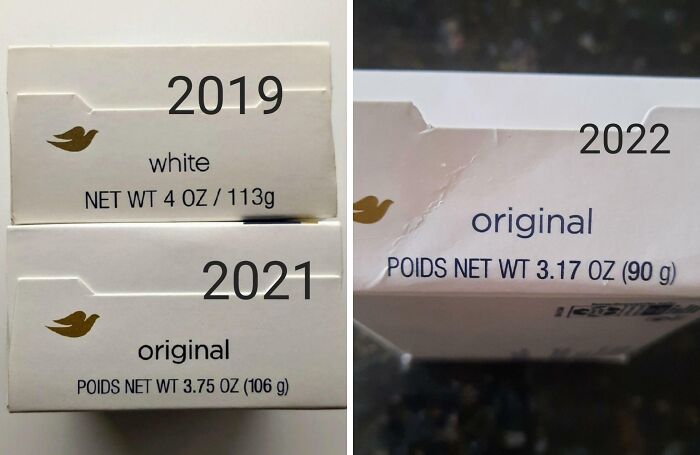 2019
white
NET WT 4 OZ / 113g
2021
original
POIDS NET WT 3.75 OZ (106 g)
2022
original
POIDS NET WT 3.17 OZ (90 g)